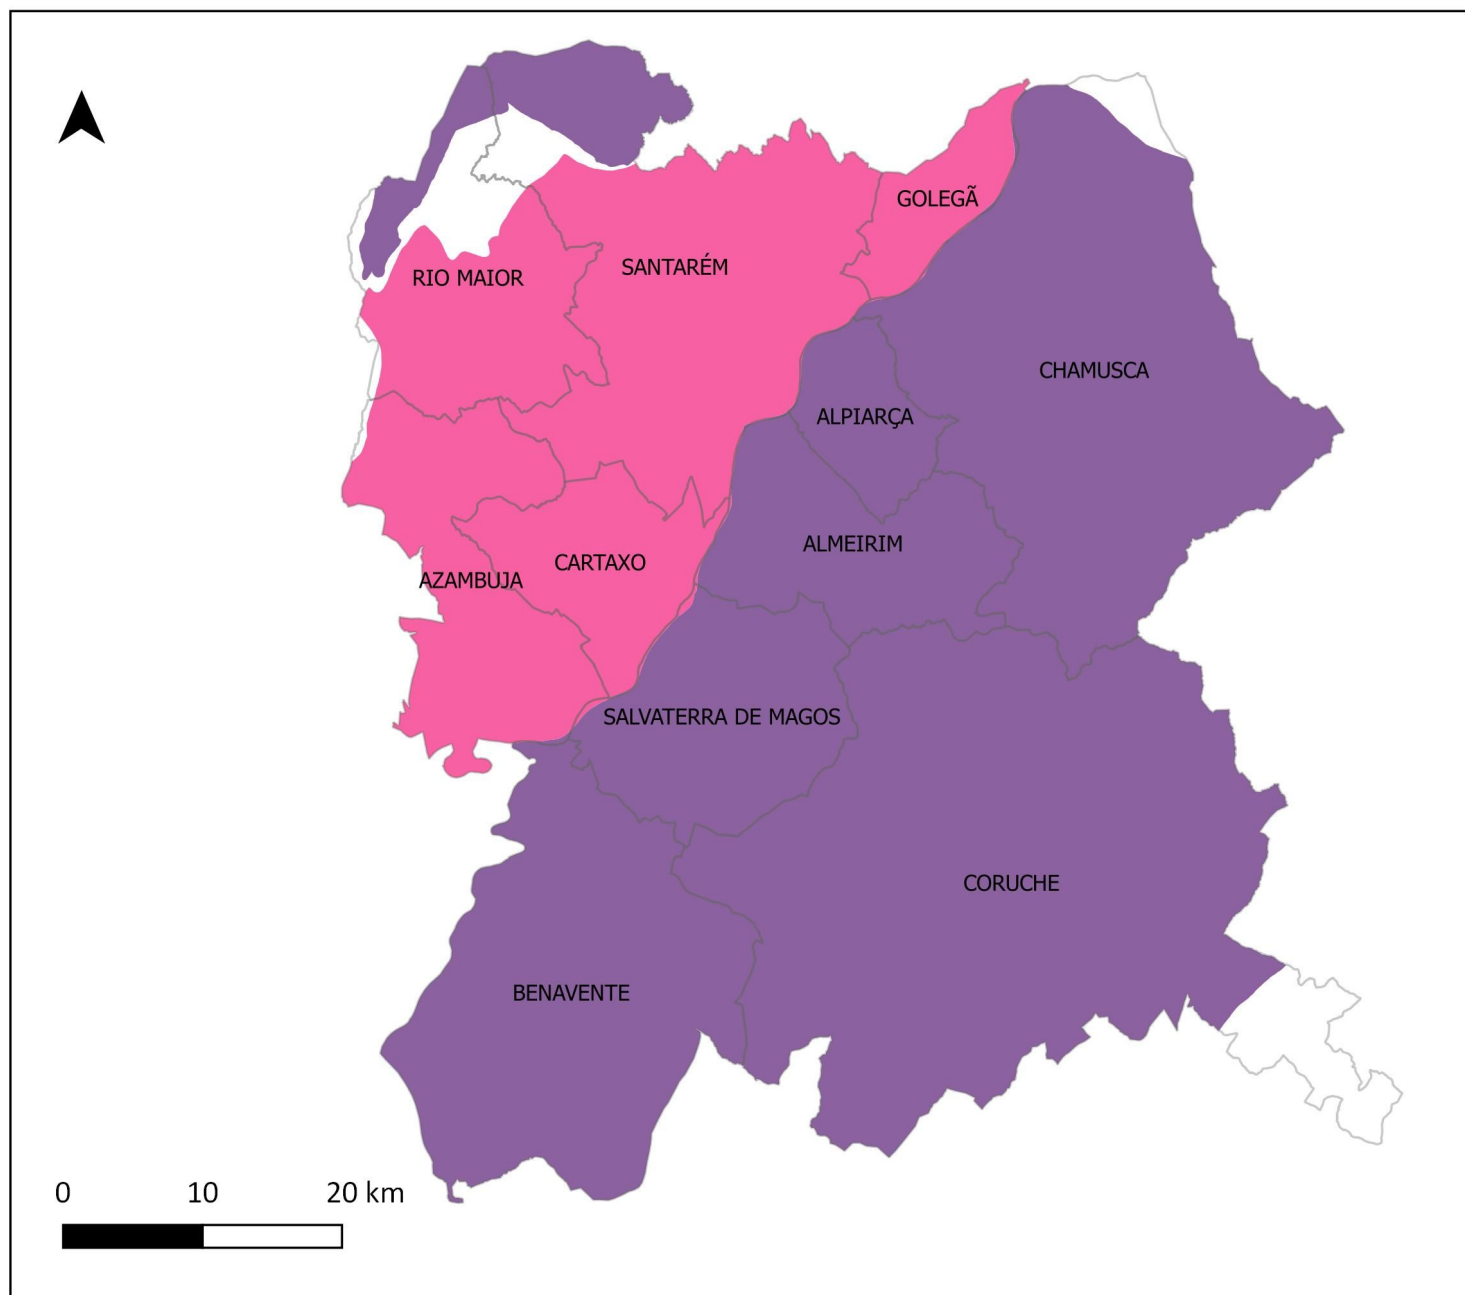 GOLEGÃ
SANTARÉM
RIO MAIOR
CHAMUSCA
ALPIARÇA
ALMEIRIM
CARTAXO
AZAMBUJA
SALVATERRA DE MAGOS
CORUCHE
BENAVENTE
0 10 20 km